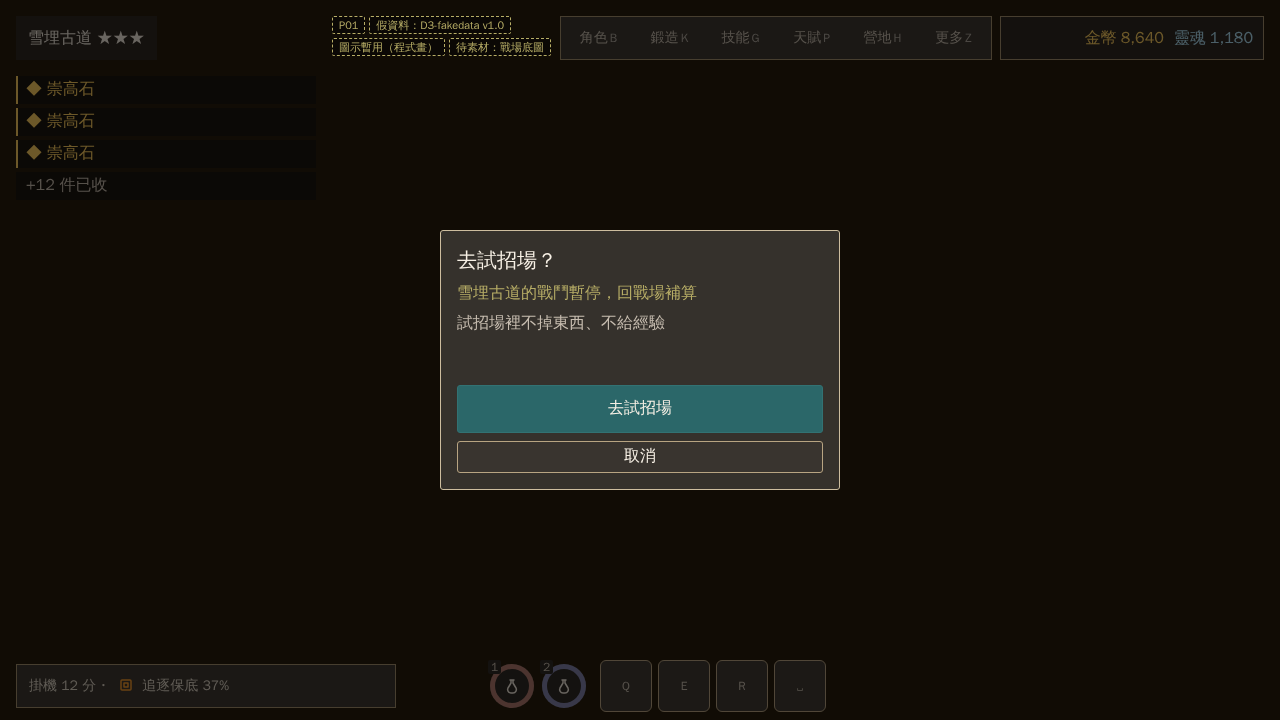 雪埋古道 ★★★
P01
假資料：D3-fakedata v1.0
圖示暫用（程式畫）
待素材：戰場底圖
角色B
鍛造K
技能G
天賦P
營地H
更多Z
金幣 8,640
靈魂 1,180
◆ 崇高石
◆ 崇高石
◆ 崇高石
+12 件已收
去試招場？
雪埋古道的戰鬥暫停，回戰場補算
試招場裡不掉東西、不給經驗
去試招場
取消
掛機 12 分 · 追逐保底 37%
1
2
Q
E
R
␣